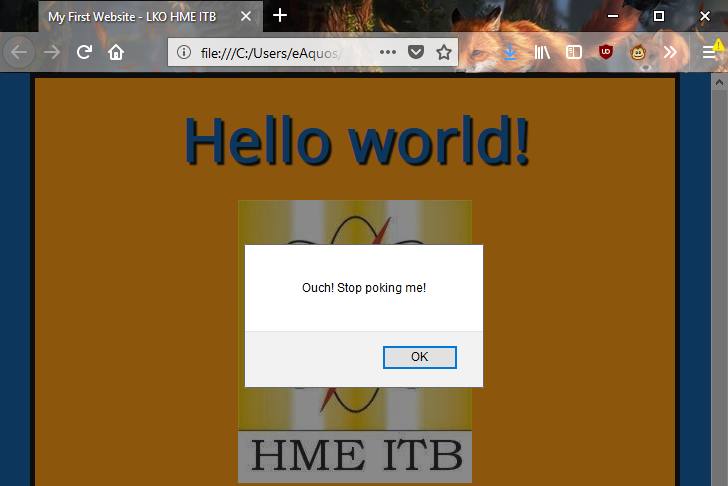 My First Website - LKO HME ITB
file:///C:/Users/eAquos/
Hello world!
Ouch! Stop poking me!
OK
HME ITB